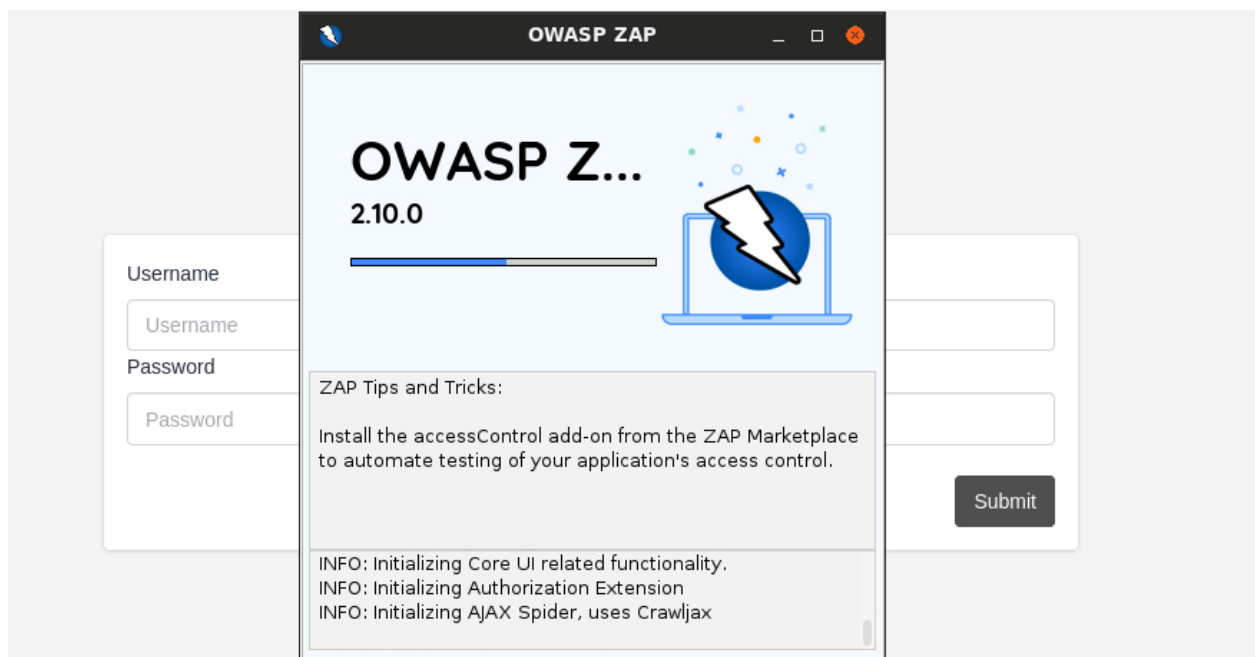 OWASP ZAP
OWASP Z...
2.10.0
Username
Username
Password
Password
ZAP Tips and Tricks:
Install the accessControl add-on from the ZAP Marketplace
to automate testing of your application's access control.
Submit
INFO: Initializing Core UI related functionality.
INFO: Initializing Authorization Extension
INFO: Initializing AJAX Spider, uses Crawljax